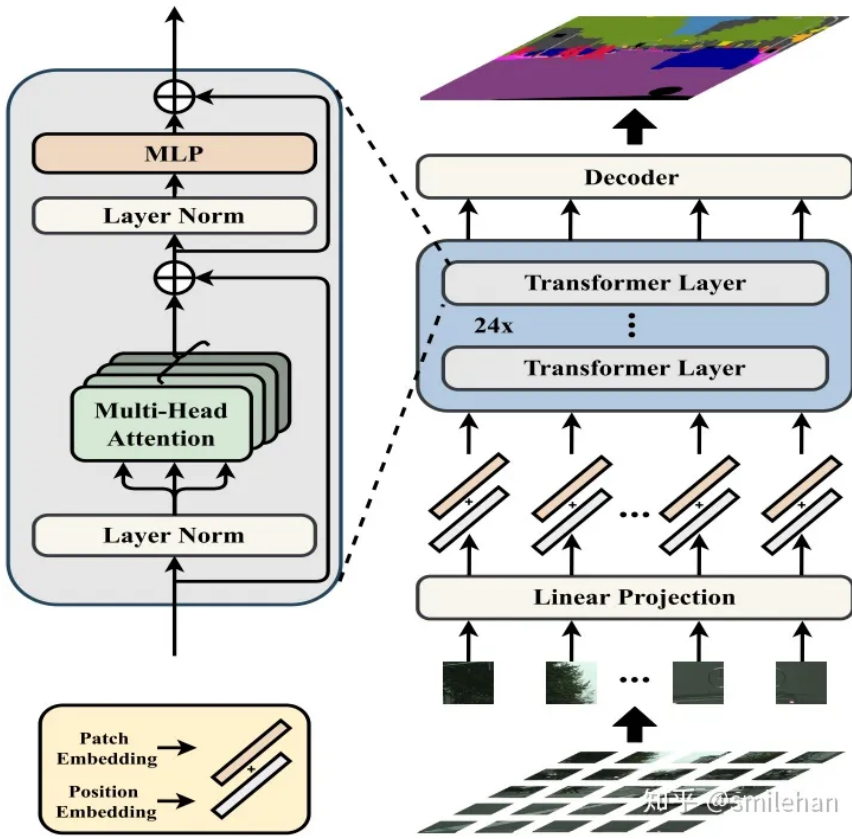 MLP
Layer Norm
Multi-Head
Attention
Layer Norm
Patch
Embedding
+
Position
Embedding
Decoder
Transformer Layer
24x
Transformer Layer
+
+
+
+
Linear Projection
知乎 @smilehan